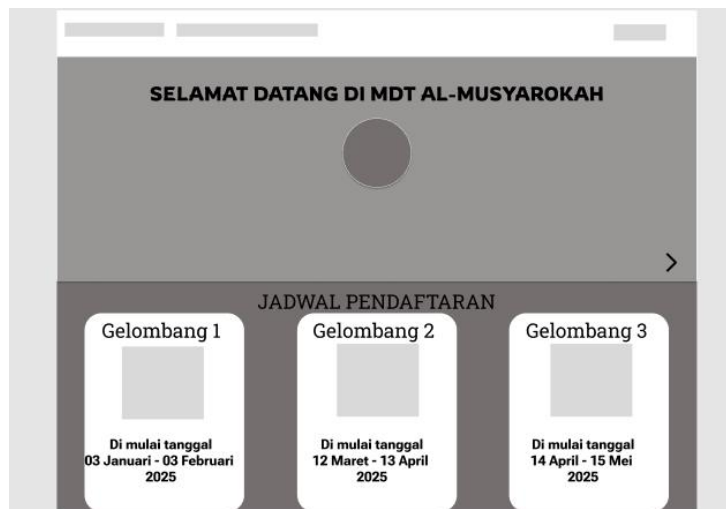 SELAMAT DATANG DI MDT AL-MUSYAROKAH
JADWAL PENDAFTARAN
Gelombang 1
Di mulai tanggal
03 Januari - 03 Februari
2025
Gelombang 2
Di mulai tanggal
12 Maret - 13 April
2025
Gelombang 3
Di mulai tanggal
14 April - 15 Mei
2025